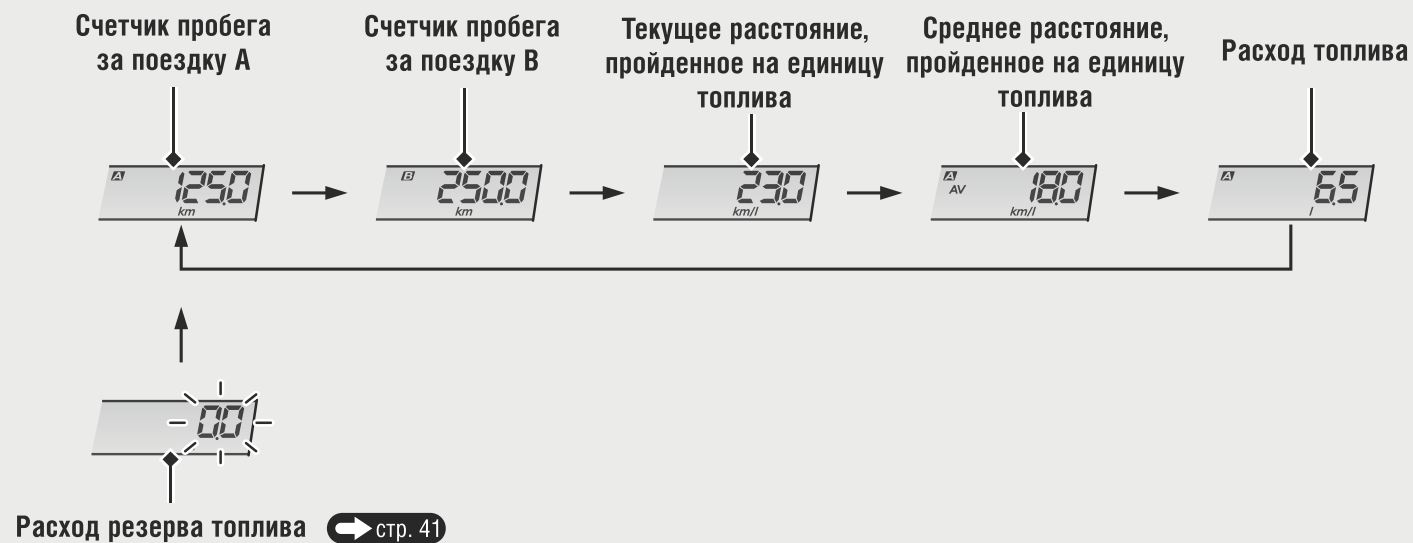 Счетчик пробега
за поездку А
Счетчик пробега
за поездку В
Текущее расстояние,
пройденное на единицу
топлива
Среднее расстояние,
пройденное на единицу
топлива
Расход топлива
A 125.0
km
B 250.0
km
23.0
km/l
A
AV 18.0
km/l
A 6.5
l
0.0
Расход резерва топлива стр. 41